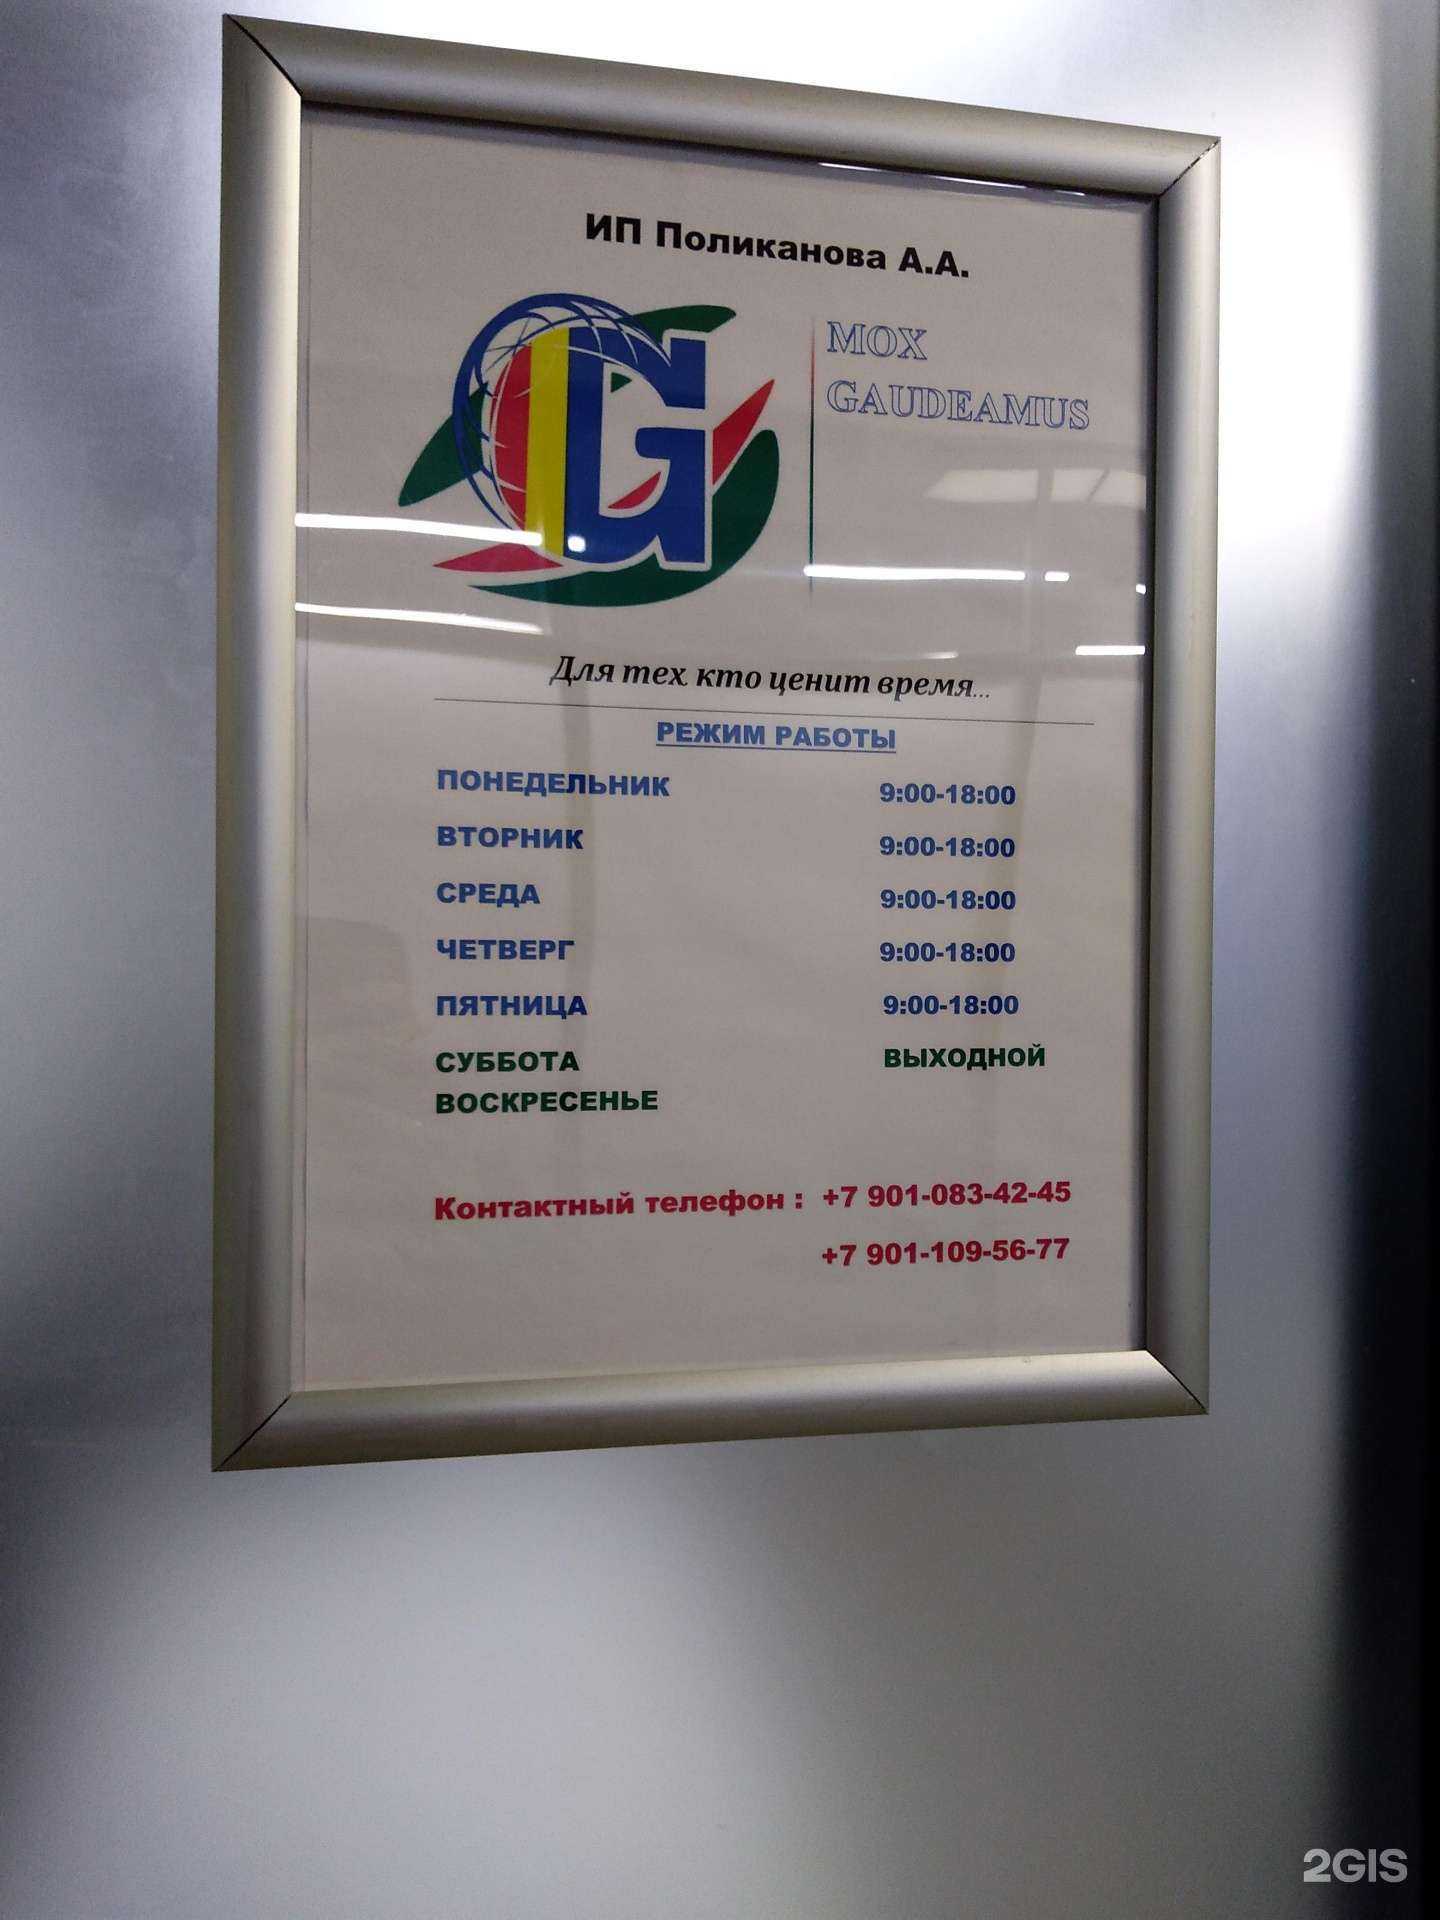 ИП Поликанова А.А.
G
MOX
GAUDEAMUS
Для тех кто ценит время...
РЕЖИМ РАБОТЫ
ПОНЕДЕЛЬНИК 9:00-18:00
ВТОРНИК 9:00-18:00
СРЕДА 9:00-18:00
ЧЕТВЕРГ 9:00-18:00
ПЯТНИЦА 9:00-18:00
СУББОТА ВЫХОДНОЙ
ВОСКРЕСЕНЬЕ
Контактный телефон : +7 901-083-42-45
+7 901-109-56-77
2GIS